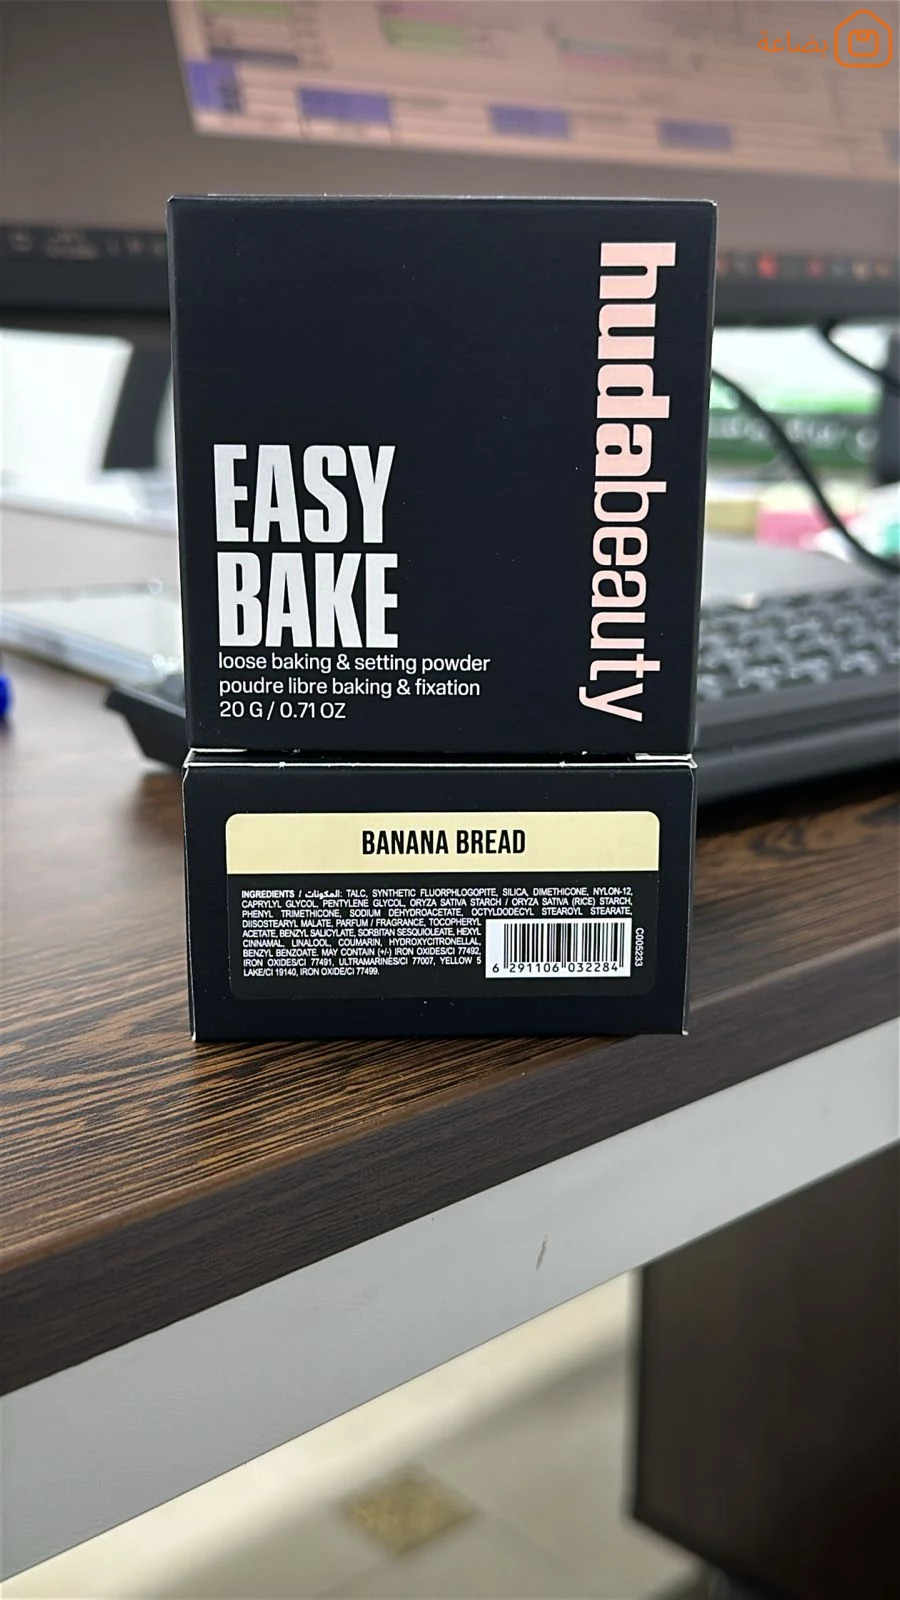 بضاعة
hudabeauty
EASY
BAKE
loose baking & setting powder
poudre libre baking & fixation
20 G / 0.71 OZ
BANANA BREAD
INGREDIENTS / المكونات: TALC, SYNTHETIC FLUORPHLOGOPITE, SILICA, DIMETHICONE, NYLON-12,
CAPRYLYL GLYCOL, PENTYLENE GLYCOL, ORYZA SATIVA STARCH / ORYZA SATIVA (RICE) STARCH,
PHENYL TRIMETHICONE, SODIUM DEHYDROACETATE, OCTYLDODECYL STEAROYL STEARATE,
DIISOSTEARYL MALATE, PARFUM / FRAGRANCE, TOCOPHERYL
ACETATE, BENZYL SALICYLATE, SORBITAN SESQUIOLEATE, HEXYL
CINNAMAL, LINALOOL, COUMARIN, HYDROXYCITRONELLAL,
BENZYL BENZOATE. MAY CONTAIN (+/-) IRON OXIDES/CI 77492,
IRON OXIDES/CI 77491, ULTRAMARINES/CI 77007, YELLOW 5
LAKE/CI 19140, IRON OXIDE/CI 77499.
6 291106 032284
C005233